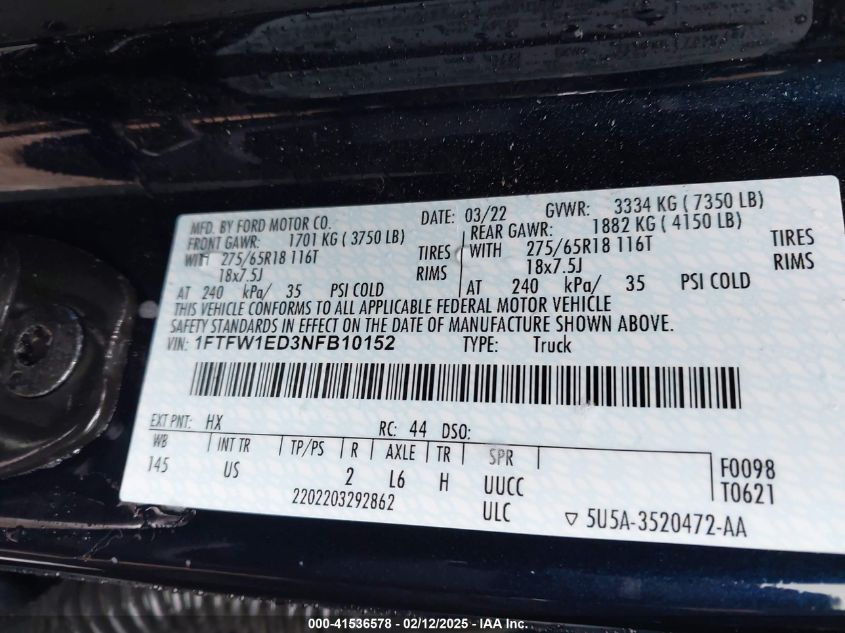 MFD. BY FORD MOTOR CO. DATE: 03/22 GVWR: 3334 KG ( 7350 LB)
FRONT GAWR: 1701 KG ( 3750 LB) REAR GAWR: 1882 KG ( 4150 LB)
WITH 275/65R18 116T TIRES WITH 275/65R18 116T TIRES
18x7.5J RIMS 18x7.5J RIMS
AT 240 kPa/ 35 PSI COLD AT 240 kPa/ 35 PSI COLD
THIS VEHICLE CONFORMS TO ALL APPLICABLE FEDERAL MOTOR VEHICLE
SAFETY STANDARDS IN EFFECT ON THE DATE OF MANUFACTURE SHOWN ABOVE.
VIN: 1FTFW1ED3NFB10152 TYPE: Truck
EXT PNT: HX RC: 44 DSO:
WB INT TR TP/PS R AXLE TR SPR
145 US 2 L6 H UUCC F0098
2202203292862 ULC T0621
5U5A-3520472-AA
000-41536578 - 02/12/2025 - IAAI, Inc.